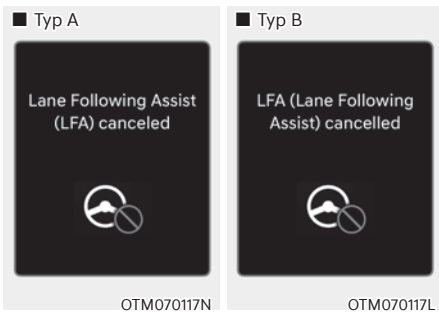 ■ Typ A
Lane Following Assist
(LFA) canceled
OTM070117N
■ Typ B
LFA (Lane Following
Assist) cancelled
OTM070117L